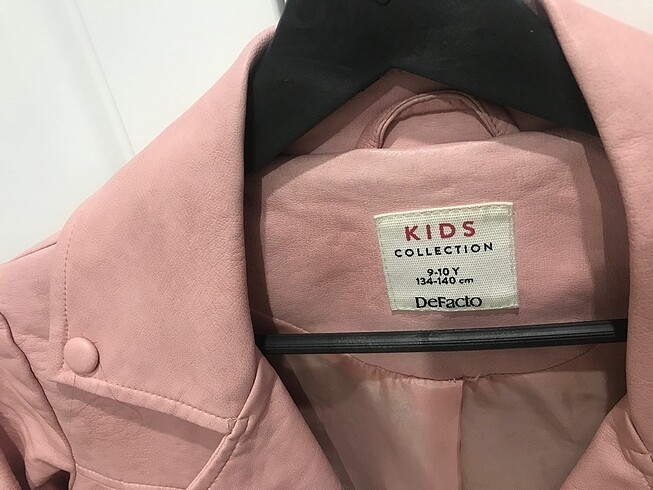 KIDS
COLLECTION
9-10 Y
134-140 cm
DeFacto